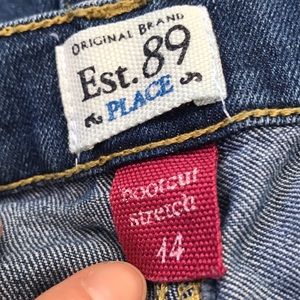 ORIGINAL BRAND
Est. 89
PLACE
bootcut
stretch
14